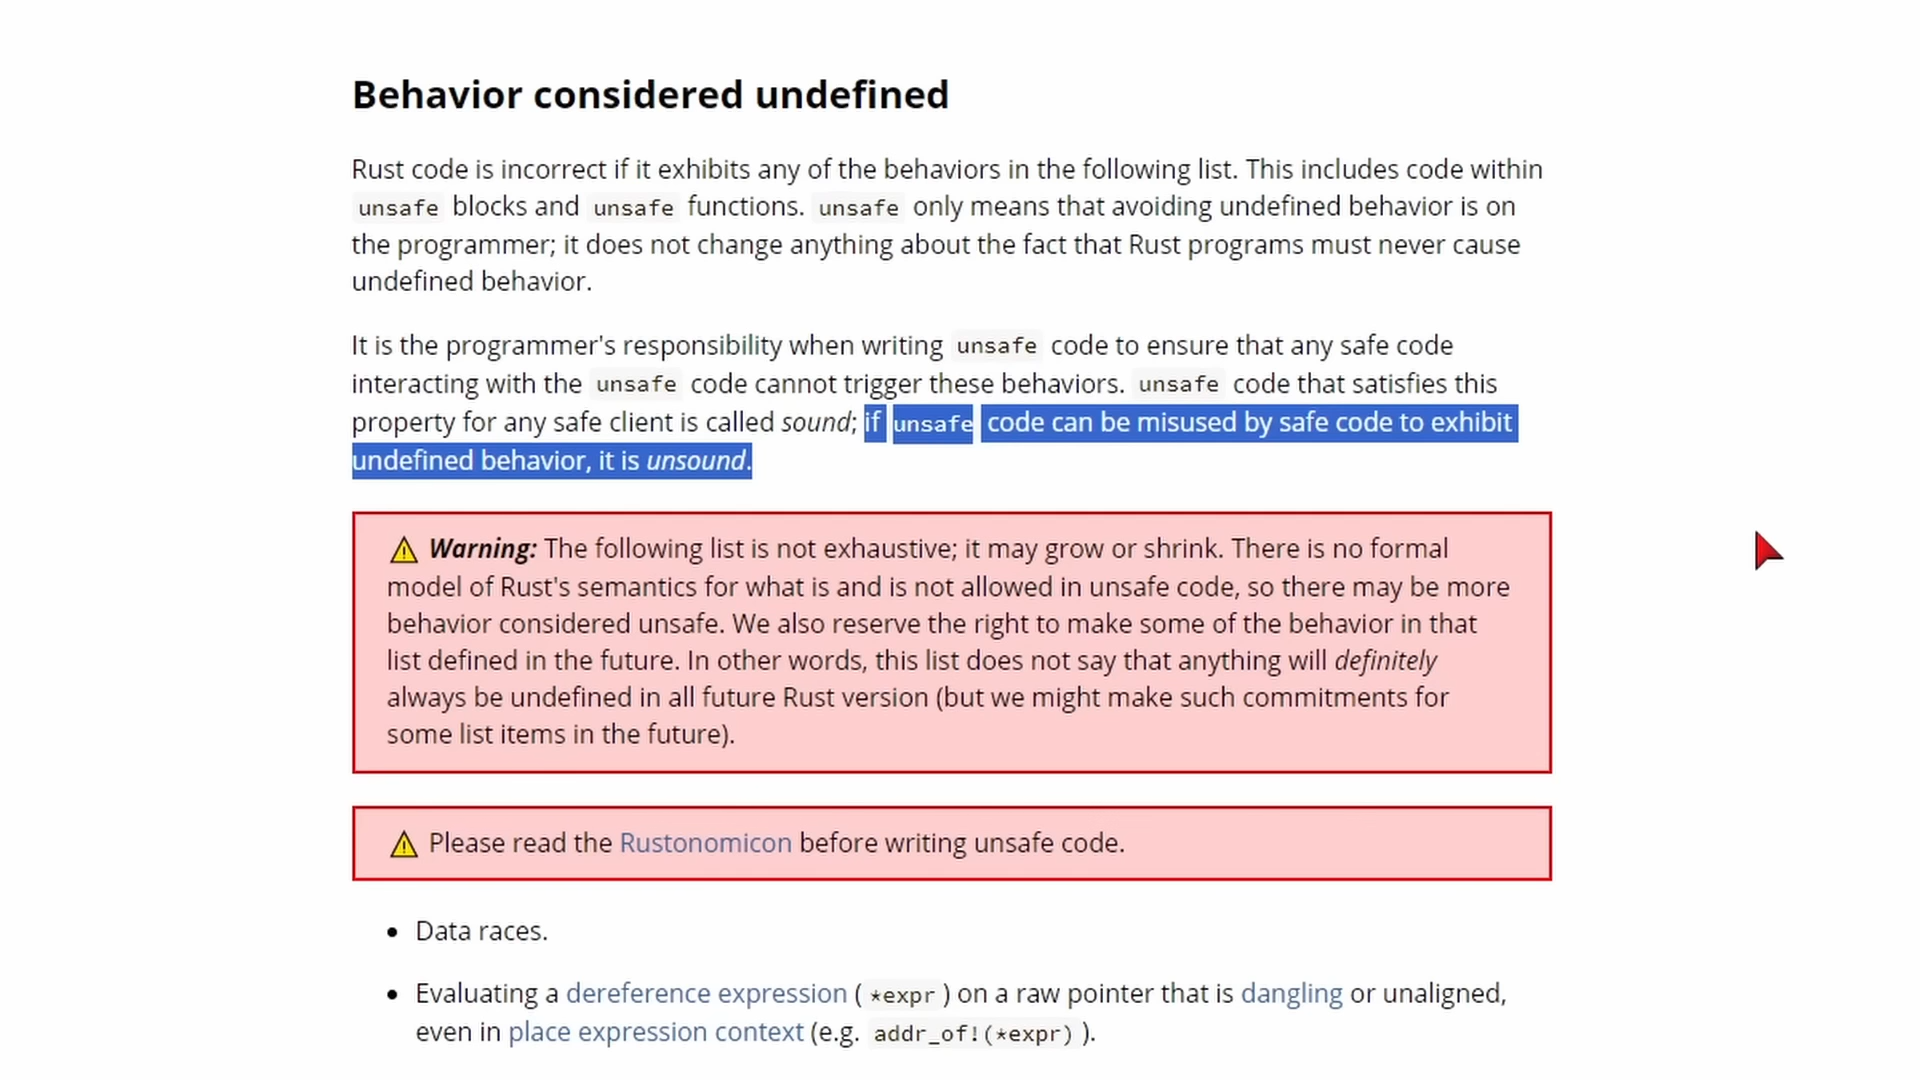 Behavior considered undefined
Rust code is incorrect if it exhibits any of the behaviors in the following list. This includes code within
unsafe blocks and unsafe functions. unsafe only means that avoiding undefined behavior is on
the programmer; it does not change anything about the fact that Rust programs must never cause
undefined behavior.
It is the programmer's responsibility when writing unsafe code to ensure that any safe code
interacting with the unsafe code cannot trigger these behaviors. unsafe code that satisfies this
property for any safe client is called sound; if unsafe code can be misused by safe code to exhibit
undefined behavior, it is unsound.
⚠ Warning: The following list is not exhaustive; it may grow or shrink. There is no formal
model of Rust's semantics for what is and is not allowed in unsafe code, so there may be more
behavior considered unsafe. We also reserve the right to make some of the behavior in that
list defined in the future. In other words, this list does not say that anything will definitely
always be undefined in all future Rust version (but we might make such commitments for
some list items in the future).
⚠ Please read the Rustonomicon before writing unsafe code.
• Data races.
• Evaluating a dereference expression ( *expr ) on a raw pointer that is dangling or unaligned,
even in place expression context (e.g. addr_of!(*expr) ).